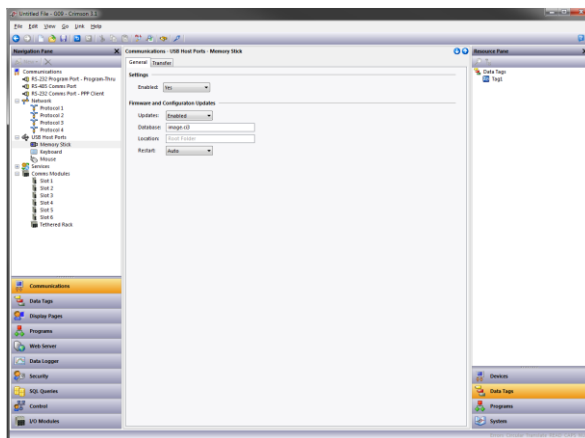 Untitled File - G09 - Crimson 3.1
File Edit View Go Link Help
Navigation Pane
Communications
RS-232 Program Port - Program-Thru
RS-485 Comms Port
RS-232 Comms Port - PPP Client
Network
Protocol 1
Protocol 2
Protocol 3
Protocol 4
USB Host Ports
Memory Stick
Keyboard
Mouse
Services
Comms Modules
Slot 1
Slot 2
Slot 3
Slot 4
Slot 5
Slot 6
Tethered Rack
Communications
Data Tags
Display Pages
Programs
Web Server
Data Logger
Security
SQL Queries
Control
I/O Modules
Communications - USB Host Ports - Memory Stick
General Transfer
Settings
Enabled: Yes
Firmware and Configuration Updates
Updates: Enabled
Database: image.ci3
Location: Root Folder
Restart: Auto
Resource Pane
Data Tags
Tag1
Devices
Data Tags
Programs
System